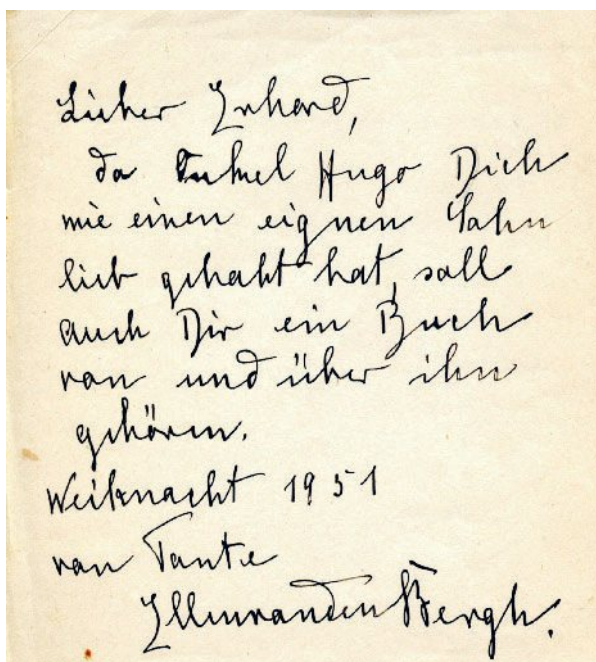 Lieber Erhard,
da Onkel Hugo Dich
wie einen eignen Sohn
lieb gehabt hat, soll
auch Dir ein Buch
von und über ihn
gehören.
Weihnacht 1951
von Tante
Ellen van den Bergh.